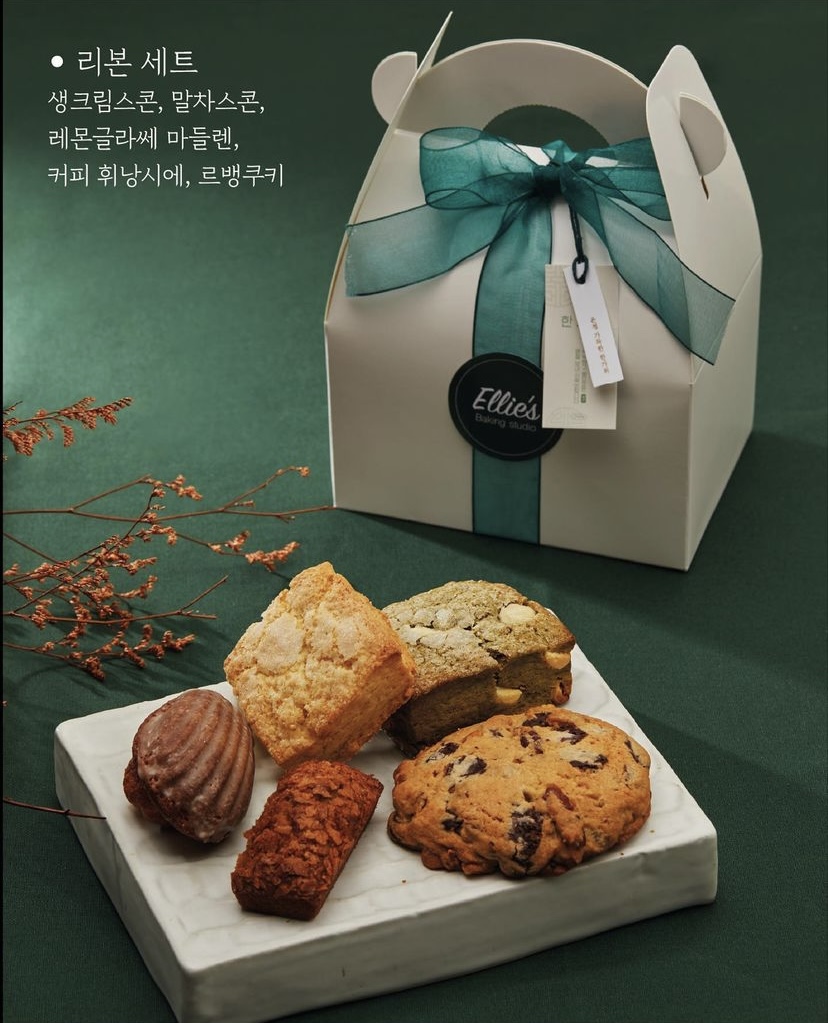 • 리본 세트
생크림스콘, 말차스콘,
레몬글라쎄 마들렌,
커피 휘낭시에, 르뱅쿠키
Ellie's
Baking studio
한